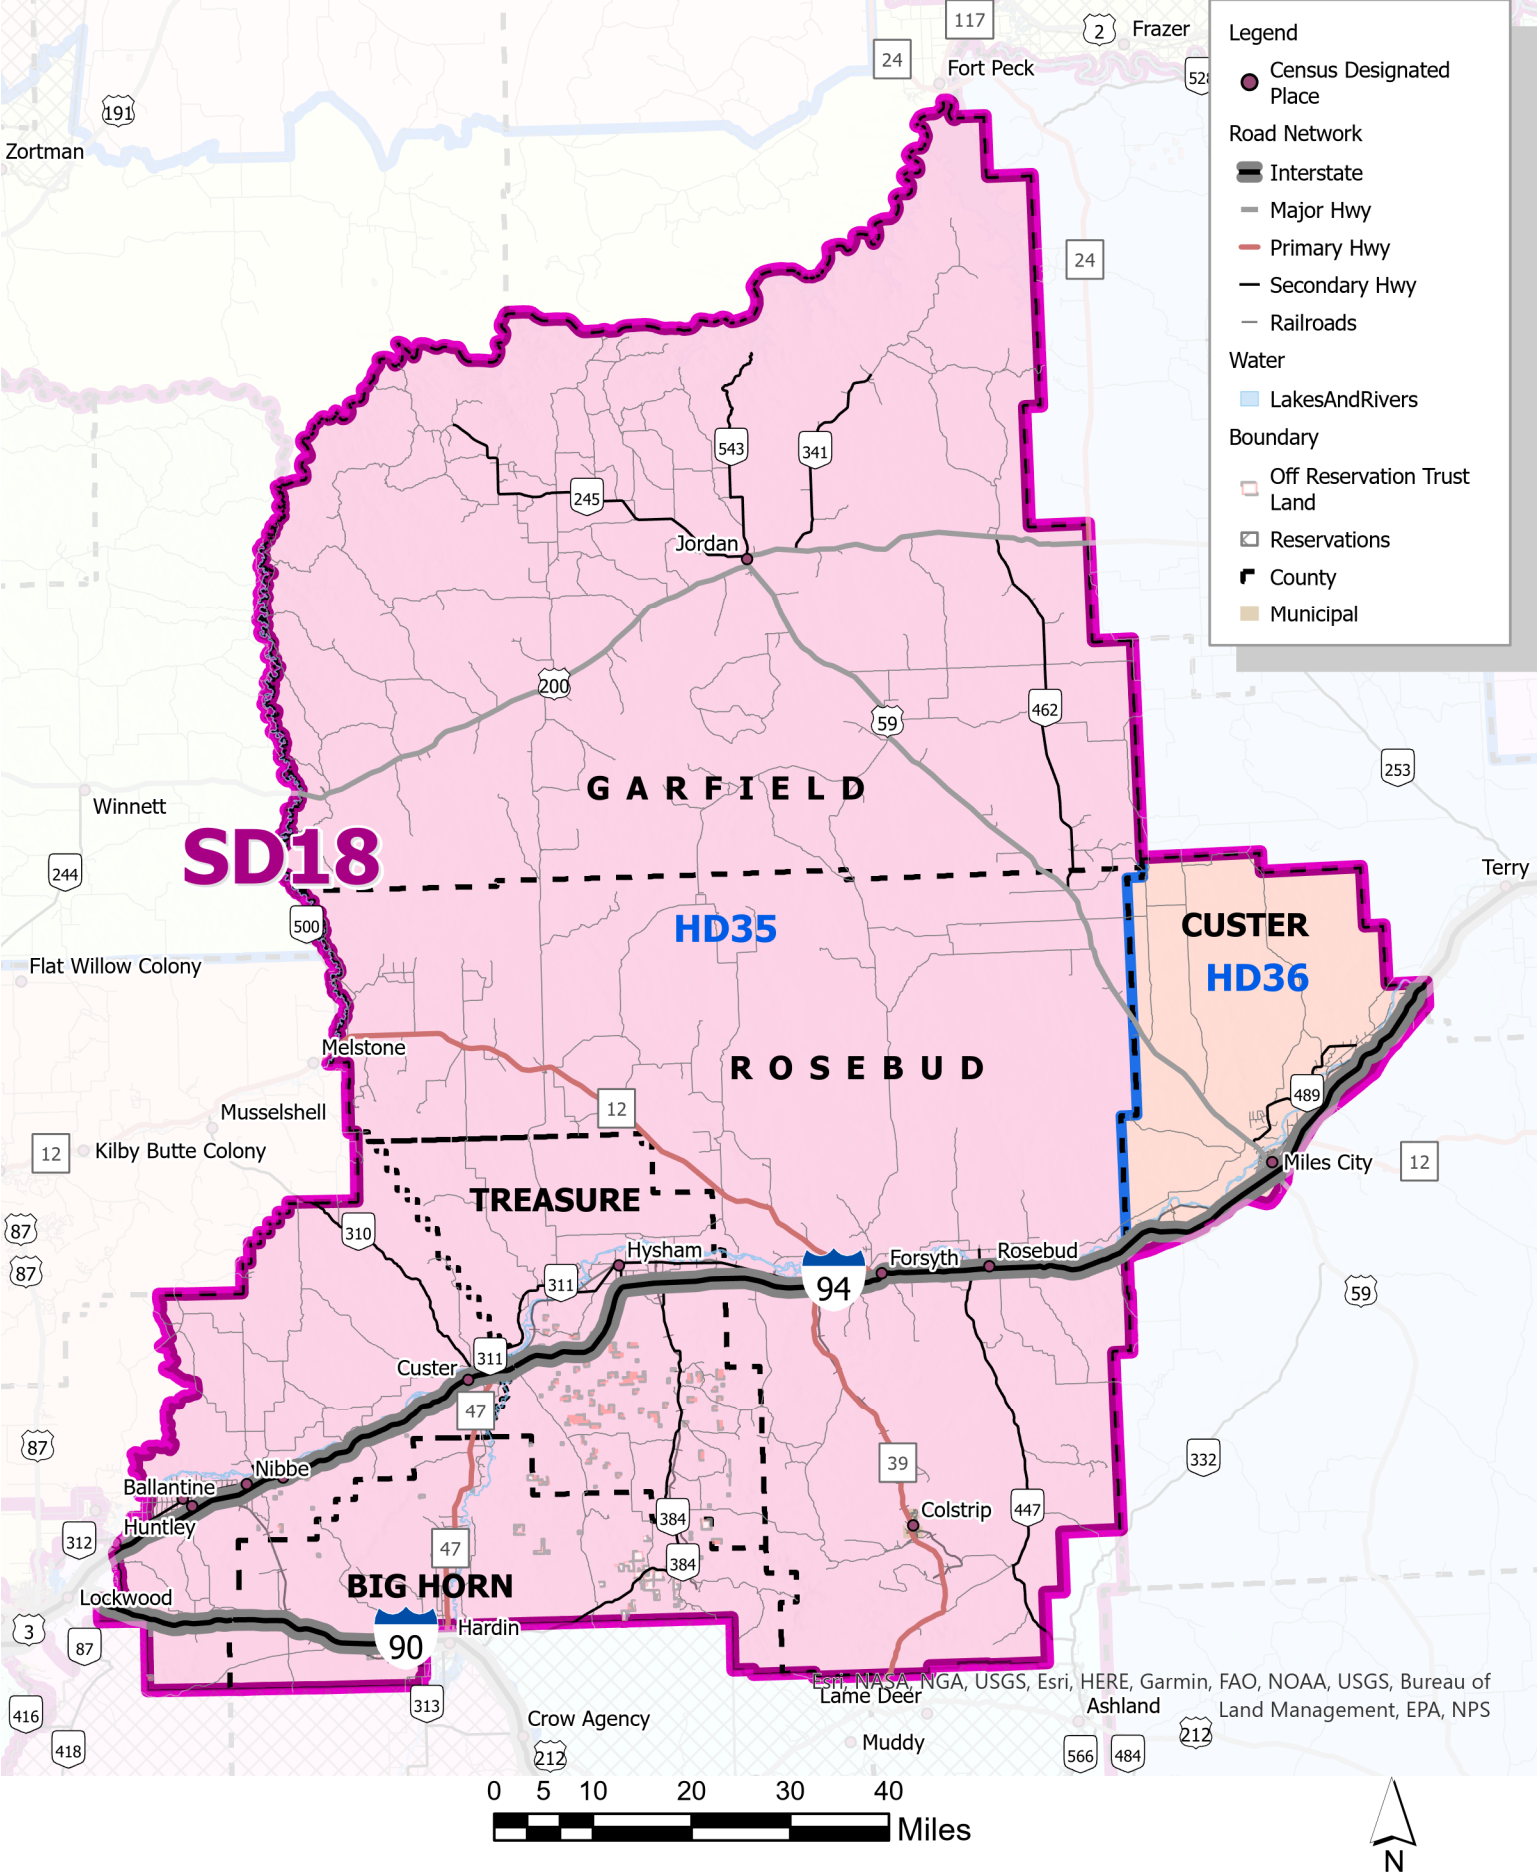 117
2
Frazer
24
Fort Peck
528
191
Zortman
Legend
Census Designated
Place
Road Network
Interstate
Major Hwy
Primary Hwy
Secondary Hwy
Railroads
Water
LakesAndRivers
Boundary
Off Reservation Trust
Land
Reservations
County
Municipal
24
543
341
245
Jordan
200
59
462
253
GARFIELD
Winnett
SD18
244
Terry
500
HD35
CUSTER
HD36
Flat Willow Colony
Melstone
ROSEBUD
489
12
Musselshell
12
Kilby Butte Colony
Miles City
12
TREASURE
87
310
87
Hysham
Forsyth
Rosebud
311
94
59
311
Custer
47
87
Nibbe
Ballantine
39
332
Huntley
312
384
Colstrip
447
47
384
BIG HORN
Lockwood
3
87
Hardin
90
Esri, NASA, NGA, USGS, Esri, HERE, Garmin, FAO, NOAA, USGS, Bureau of
Land Management, EPA, NPS
Lame Deer
Ashland
313
416
Crow Agency
Muddy
212
418
212
566
484
0 5 10 20 30 40
Miles
N